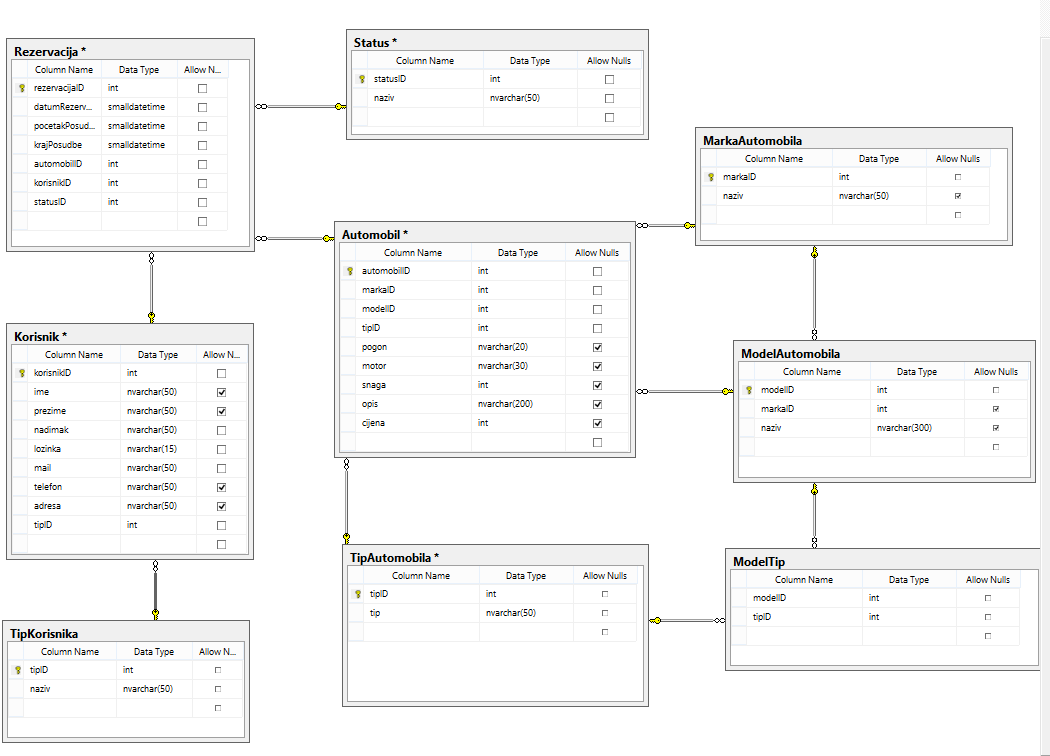 Rezervacija *
Column Name Data Type Allow N...
rezervacijaID int
datumRezerv... smalldatetime
pocetakPosud... smalldatetime
krajPosudbe smalldatetime
automobilID int
korisnikID int
statusID int
Status *
Column Name Data Type Allow Nulls
statusID int
naziv nvarchar(50)
MarkaAutomobila
Column Name Data Type Allow Nulls
markaID int
naziv nvarchar(50)
Automobil *
Column Name Data Type Allow Nulls
automobilID int
markaID int
modelID int
tipID int
pogon nvarchar(20)
motor nvarchar(30)
snaga int
opis nvarchar(200)
cijena int
Korisnik *
Column Name Data Type Allow N...
korisnikID int
ime nvarchar(50)
prezime nvarchar(50)
nadimak nvarchar(50)
lozinka nvarchar(15)
mail nvarchar(50)
telefon nvarchar(50)
adresa nvarchar(50)
tipID int
ModelAutomobila
Column Name Data Type Allow Nulls
modelID int
markaID int
naziv nvarchar(300)
TipAutomobila *
Column Name Data Type Allow Nulls
tipID int
tip nvarchar(50)
ModelTip
Column Name Data Type Allow Nulls
modelID int
tipID int
TipKorisnika
Column Name Data Type Allow N...
tipID int
naziv nvarchar(50)